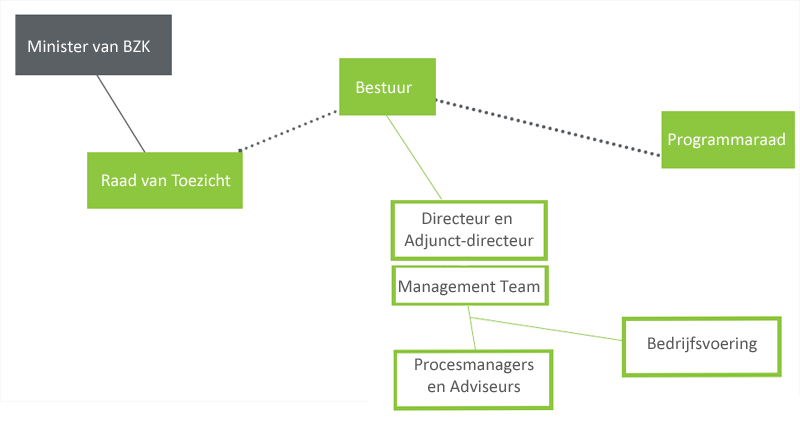 Minister van BZK
Bestuur
Programmaraad
Raad van Toezicht
Directeur en
Adjunct-directeur
Management Team
Bedrijfsvoering
Procesmanagers
en Adviseurs